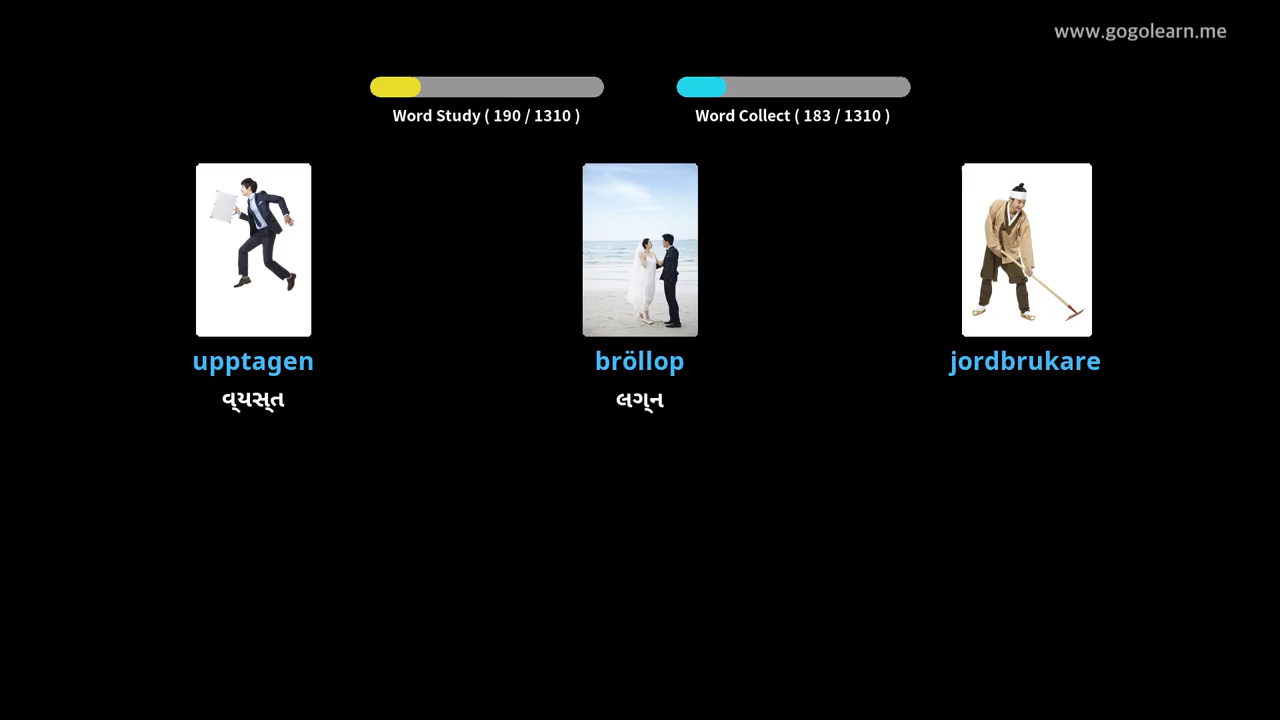 www.gogolearn.me
Word Study ( 190 / 1310 )
Word Collect ( 183 / 1310 )
upptagen
bröllop
jordbrukare
વ્યસ્ત
લગ્ન